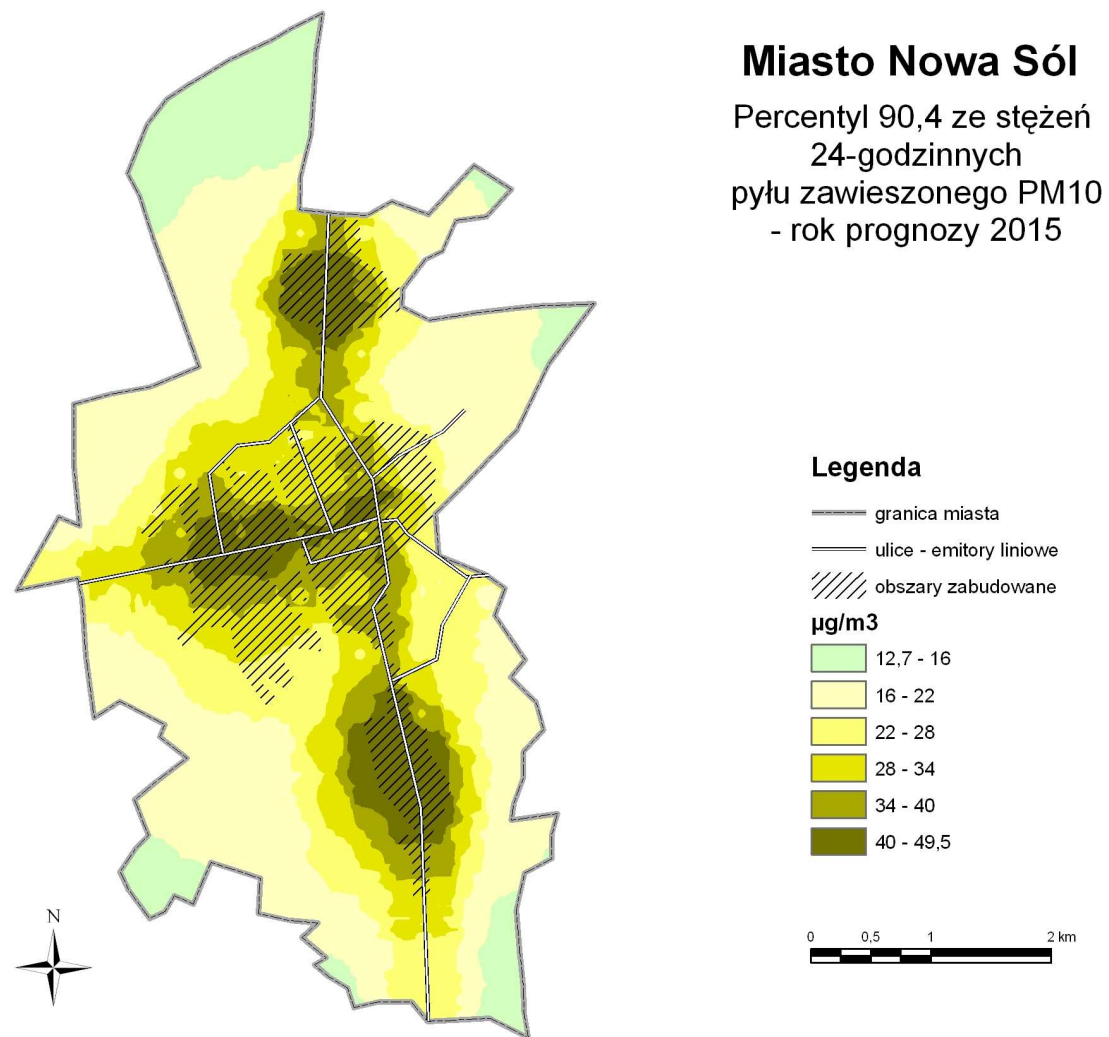 Miasto Nowa Sól
Percentyl 90,4 ze stężeń
24-godzinnych
pyłu zawieszonego PM10
- rok prognozy 2015
Legenda
granica miasta
ulice - emitory liniowe
obszary zabudowane
µg/m3
12,7 - 16
16 - 22
22 - 28
28 - 34
34 - 40
40 - 49,5
N
0 0,5 1 2 km